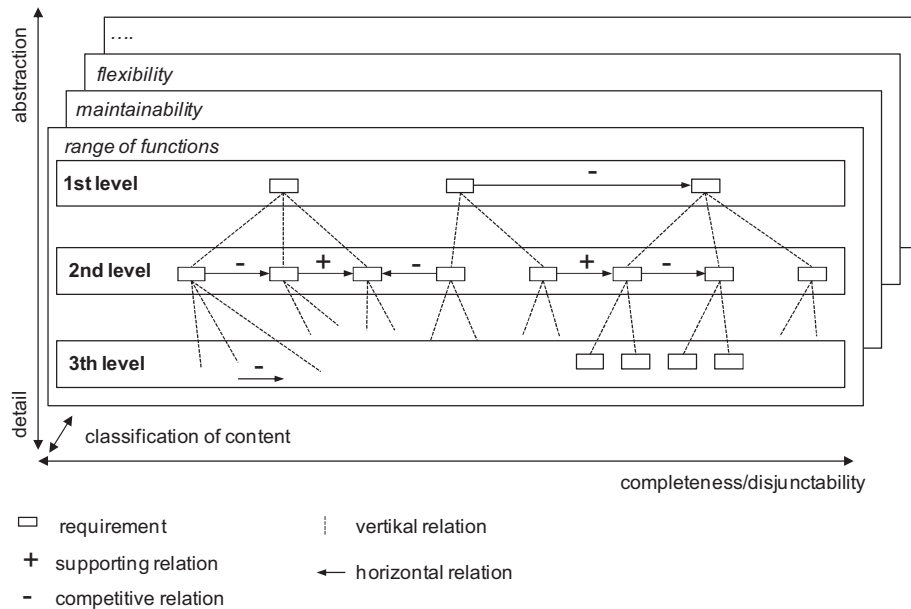 ....
flexibility
maintainability
range of functions
1st level
-
2nd level
- + - + -
3th level
-
abstraction
detail
classification of content
completeness/disjunctability
requirement
vertikal relation
+ supporting relation
horizontal relation
- competitive relation